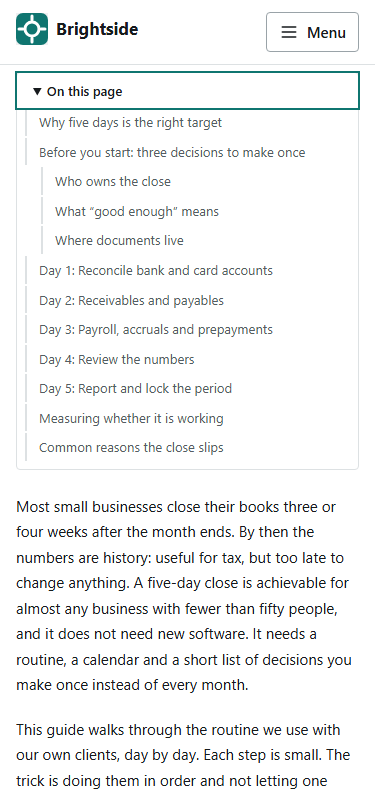 Brightside
Menu
On this page
Why five days is the right target
Before you start: three decisions to make once
Who owns the close
What “good enough” means
Where documents live
Day 1: Reconcile bank and card accounts
Day 2: Receivables and payables
Day 3: Payroll, accruals and prepayments
Day 4: Review the numbers
Day 5: Report and lock the period
Measuring whether it is working
Common reasons the close slips
Most small businesses close their books three or
four weeks after the month ends. By then the
numbers are history: useful for tax, but too late to
change anything. A five-day close is achievable for
almost any business with fewer than fifty people,
and it does not need new software. It needs a
routine, a calendar and a short list of decisions you
make once instead of every month.
This guide walks through the routine we use with
our own clients, day by day. Each step is small. The
trick is doing them in order and not letting one